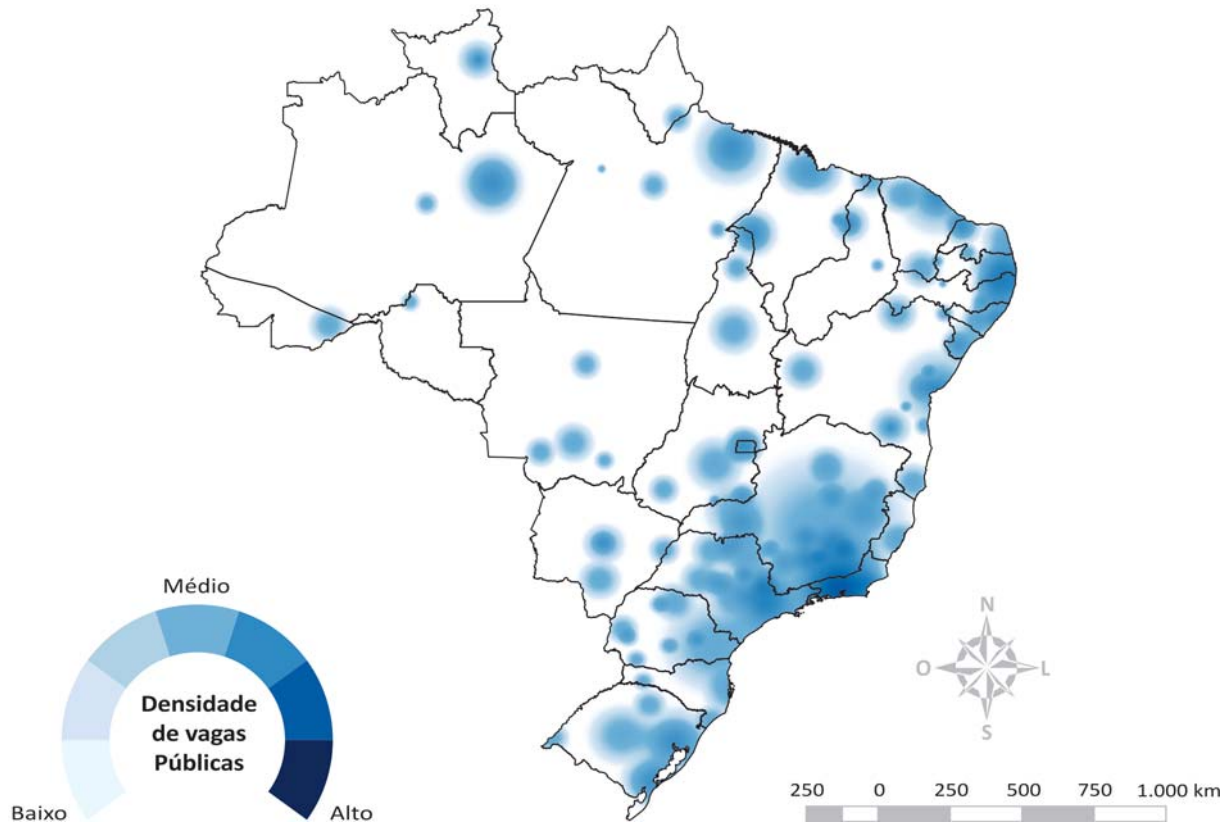 Médio
Densidade
de vagas
Públicas
Baixo
Alto
N
O
L
S
250 0 250 500 750 1.000 km